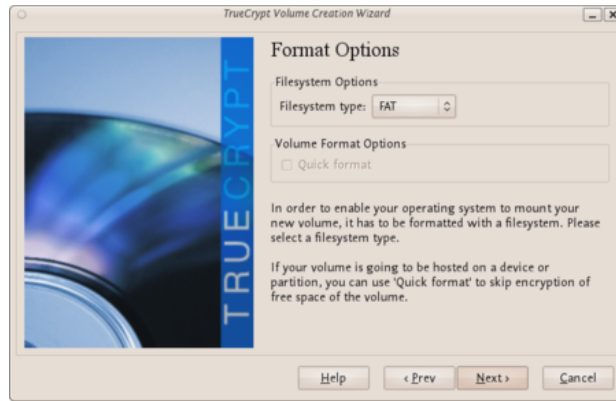 TrueCrypt Volume Creation Wizard
TRUECRYPT
Format Options
Filesystem Options
Filesystem type: FAT
Volume Format Options
Quick format
In order to enable your operating system to mount your
new volume, it has to be formatted with a filesystem. Please
select a filesystem type.
If your volume is going to be hosted on a device or
partition, you can use 'Quick format' to skip encryption of
free space of the volume.
Help
< Prev
Next >
Cancel